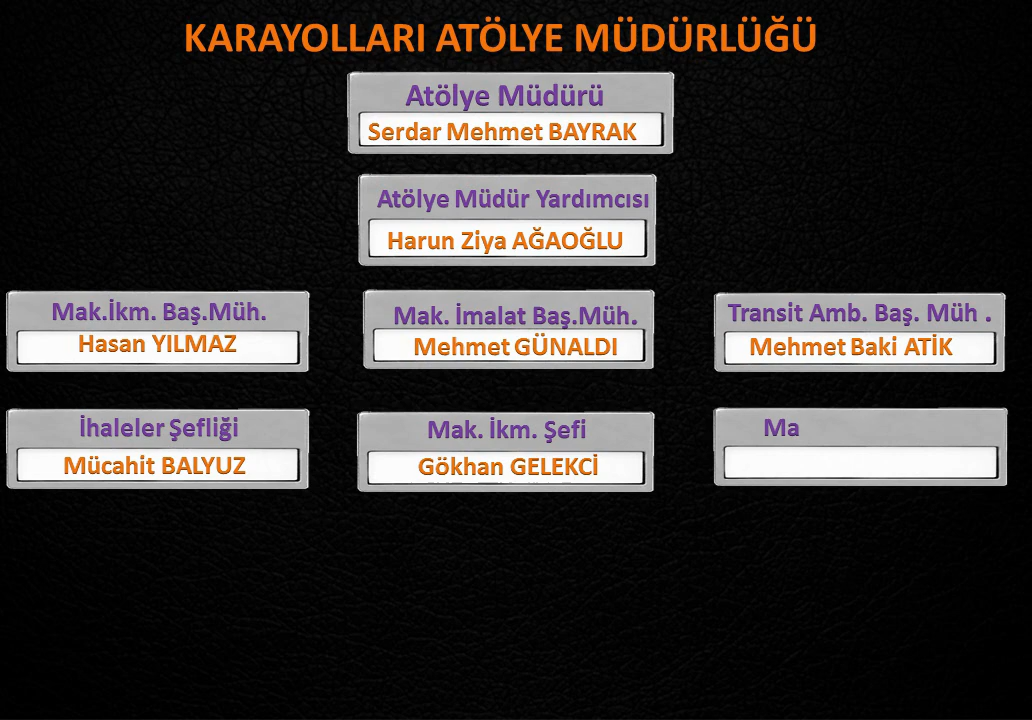 KARAYOLLARI ATÖLYE MÜDÜRLÜĞÜ
Atölye Müdürü
Serdar Mehmet BAYRAK
Atölye Müdür Yardımcısı
Harun Ziya AĞAOĞLU
Mak.İkm. Baş.Müh.
Hasan YILMAZ
Mak. İmalat Baş.Müh.
Mehmet GÜNALDI
Transit Amb. Baş. Müh .
Mehmet Baki ATİK
İhaleler Şefliği
Mücahit BALYUZ
Mak. İkm. Şefi
Gökhan GELEKCİ
Ma